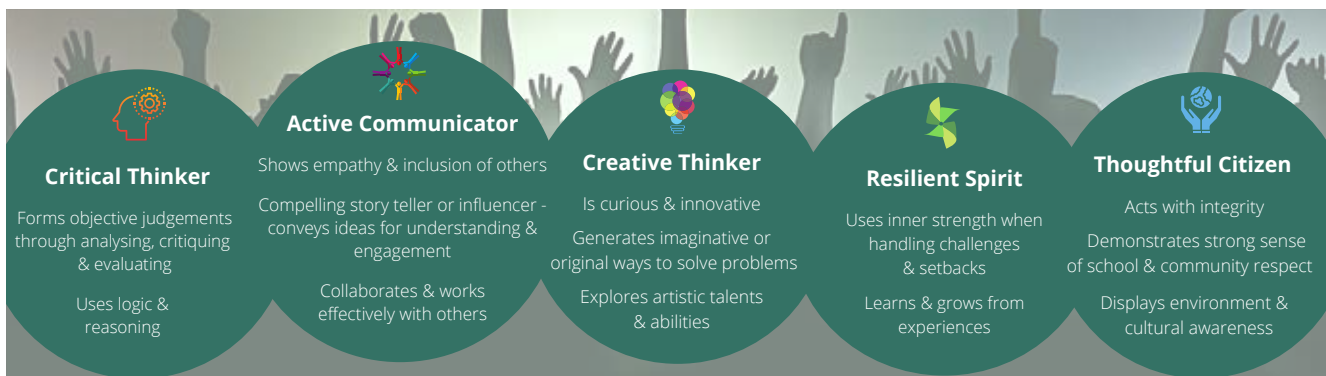 Critical Thinker
Forms objective judgements
through analysing, critiquing
& evaluating
Uses logic &
reasoning
Active Communicator
Shows empathy & inclusion of others
Compelling story teller or influencer -
conveys ideas for understanding &
engagement
Collaborates & works
effectively with others
Creative Thinker
Is curious & innovative
Generates imaginative or
original ways to solve problems
Explores artistic talents
& abilities
Resilient Spirit
Uses inner strength when
handling challenges
& setbacks
Learns & grows from
experiences
Thoughtful Citizen
Acts with integrity
Demonstrates strong sense
of school & community respect
Displays environment &
cultural awareness